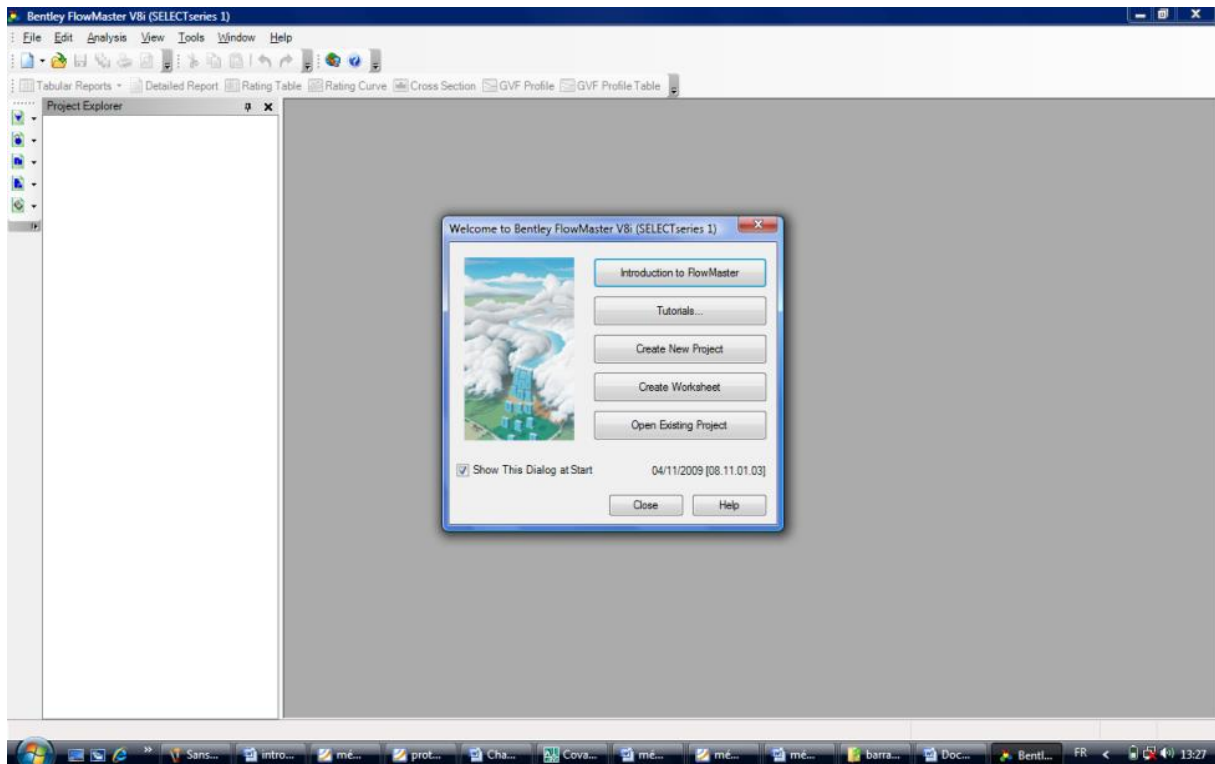 Bentley FlowMaster V8i (SELECTseries 1)
File Edit Analysis View Tools Window Help
Tabular Reports Detailed Report Rating Table Rating Curve Cross Section GVF Profile GVF Profile Table
Project Explorer
Welcome to Bentley FlowMaster V8i (SELECTseries 1)
Introduction to FlowMaster
Tutorials...
Create New Project
Create Worksheet
Open Existing Project
Show This Dialog at Start 04/11/2009 [08.11.01.03]
Close Help
Sans... intro... mé... prot... Cha... Cova... mé... mé... mé... barra... Doc... Bentl... FR 13:27